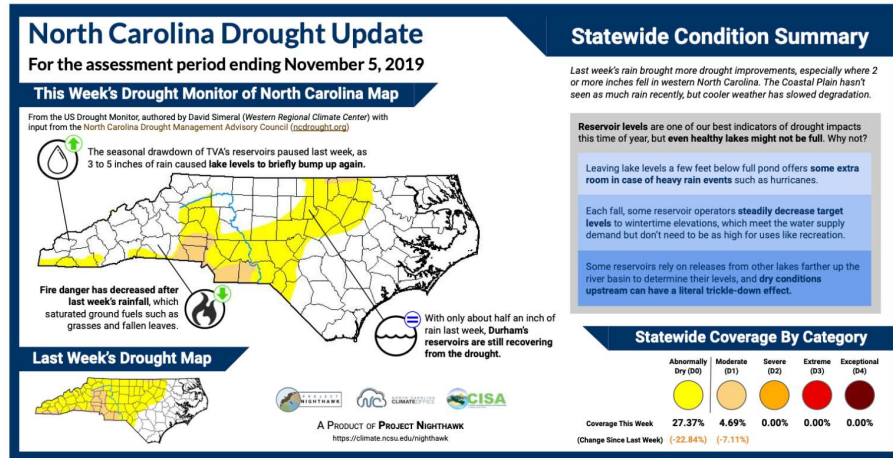 North Carolina Drought Update
For the assessment period ending November 5, 2019
This Week's Drought Monitor of North Carolina Map
From the US Drought Monitor, authored by David Simeral (Western Regional Climate Center) with
input from the North Carolina Drought Management Advisory Council (ncdrought.org)
The seasonal drawdown of TVA's reservoirs paused last week, as
3 to 5 inches of rain caused lake levels to briefly bump up again.
Fire danger has decreased after
last week's rainfall, which
saturated ground fuels such as
grasses and fallen leaves.
With only about half an inch of
rain last week, Durham's
reservoirs are still recovering
from the drought.
Last Week's Drought Map
PROJECT
NIGHTHAWK
NC
NORTH CAROLINA
CLIMATE OFFICE
CISA
A Product of Project Nighthawk
https://climate.ncsu.edu/nighthawk
Statewide Condition Summary
Last week's rain brought more drought improvements, especially where 2
or more inches fell in western North Carolina. The Coastal Plain hasn't
seen as much rain recently, but cooler weather has slowed degradation.
Reservoir levels are one of our best indicators of drought impacts
this time of year, but even healthy lakes might not be full. Why not?
Leaving lake levels a few feet below full pond offers some extra
room in case of heavy rain events such as hurricanes.
Each fall, some reservoir operators steadily decrease target
levels to wintertime elevations, which meet the water supply
demand but don't need to be as high for uses like recreation.
Some reservoirs rely on releases from other lakes farther up the
river basin to determine their levels, and dry conditions
upstream can have a literal trickle-down effect.
Statewide Coverage By Category
Abnormally Dry (D0) Moderate (D1) Severe (D2) Extreme (D3) Exceptional (D4)
Coverage This Week 27.37% 4.69% 0.00% 0.00% 0.00%
(Change Since Last Week) (-22.84%) (-7.11%)